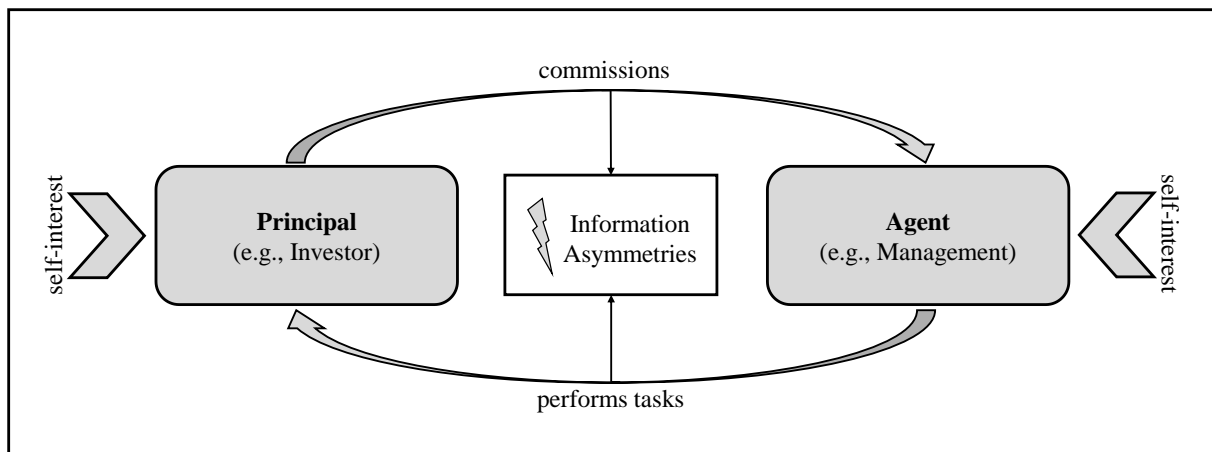 commissions
self-interest
Principal
(e.g., Investor)
Information
Asymmetries
Agent
(e.g., Management)
self-interest
performs tasks